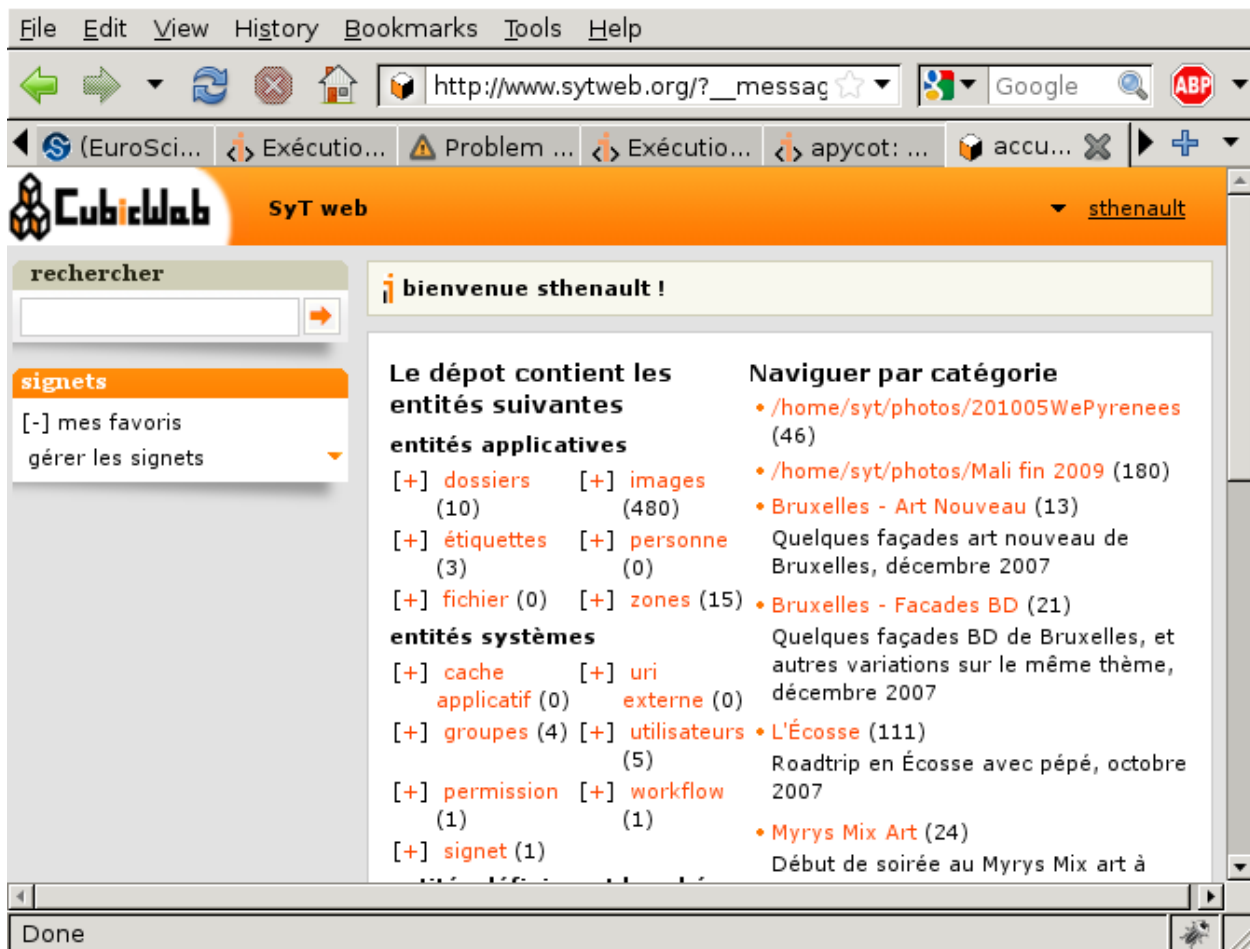 File Edit View History Bookmarks Tools Help
http://www.sytweb.org/?__messag Google ABP
(EuroSci... Exécutio... Problem ... Exécutio... apycot: ... accu...
CubicWeb SyT web sthenault
rechercher
signets
[-] mes favoris
gérer les signets
bienvenue sthenault !
Le dépot contient les
entités suivantes
entités applicatives
[+] dossiers (10) [+] images (480)
[+] étiquettes (3) [+] personne (0)
[+] fichier (0) [+] zones (15)
entités systèmes
[+] cache applicatif (0) [+] uri externe (0)
[+] groupes (4) [+] utilisateurs (5)
[+] permission (1) [+] workflow (1)
[+] signet (1)
Naviguer par catégorie
• /home/syt/photos/201005WePyrenees
(46)
• /home/syt/photos/Mali fin 2009 (180)
• Bruxelles - Art Nouveau (13)
Quelques façades art nouveau de
Bruxelles, décembre 2007
• Bruxelles - Facades BD (21)
Quelques façades BD de Bruxelles, et
autres variations sur le même thème,
décembre 2007
• L'Écosse (111)
Roadtrip en Écosse avec pépé, octobre
2007
• Myrys Mix Art (24)
Début de soirée au Myrys Mix art à
Done